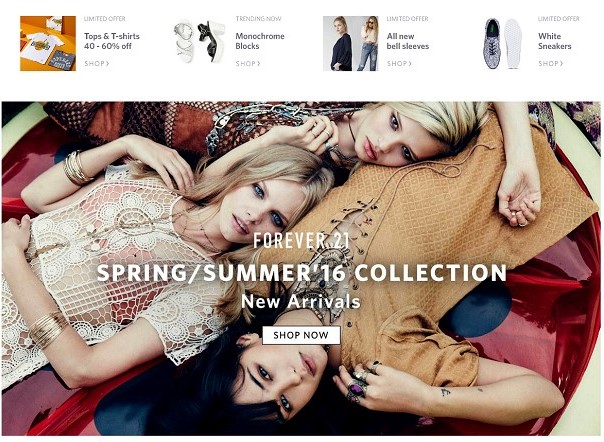 LIMITED OFFER
Tops & T-shirts
40 - 60% off
SHOP >
TRENDING NOW
Monochrome
Blocks
SHOP >
LIMITED OFFER
All new
bell sleeves
SHOP >
LIMITED OFFER
White
Sneakers
SHOP >
FOREVER 21
SPRING/SUMMER'16 COLLECTION
New Arrivals
SHOP NOW